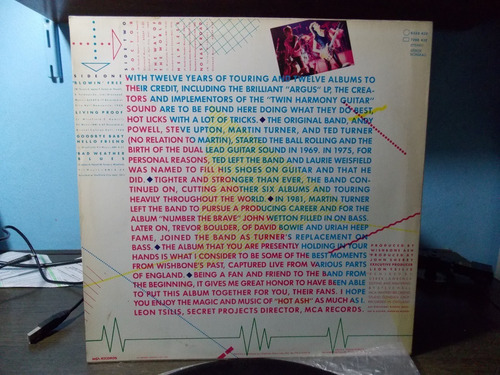 SIDE ONE
BLOWIN' FREE
LIVING PROOF
GOODBYE BABY
HELLO FRIEND
BAD WEATHER
BLUES
WITH TWELVE YEARS OF TOURING AND TWELVE ALBUMS TO
THEIR CREDIT, INCLUDING THE BRILLIANT "ARGUS" LP, THE CREA-
TORS AND IMPLEMENTORS OF THE "TWIN HARMONY GUITAR"
SOUND ARE TO BE FOUND HERE DOING WHAT THEY DO BEST,
HOT LICKS WITH A LOT OF TRICKS. ◆ THE ORIGINAL BAND, ANDY
POWELL, STEVE UPTON, MARTIN TURNER, AND TED TURNER
(NO RELATION TO MARTIN), STARTED THE BALL ROLLING AND THE
BIRTH OF THE DUAL LEAD GUITAR SOUND IN 1969. IN 1975, FOR
PERSONAL REASONS, TED LEFT THE BAND AND LAURIE WEISFIELD
WAS NAMED TO FILL HIS SHOES ON GUITAR AND THAT HE
DID. ◆ TIGHTER AND STRONGER THAN EVER, THE BAND CON-
TINUED ON, CUTTING ANOTHER SIX ALBUMS AND TOURING
HEAVILY THROUGHOUT THE WORLD. ◆ IN 1981, MARTIN TURNER
LEFT THE BAND TO PURSUE A PRODUCING CAREER AND FOR THE
ALBUM "NUMBER THE BRAVE" JOHN WETTON FILLED IN ON BASS.
LATER ON, TREVOR BOULDER, OF DAVID BOWIE AND URIAH HEEP
FAME, JOINED THE BAND AS TURNER'S REPLACEMENT ON
BASS. ◆ THE ALBUM THAT YOU ARE PRESENTLY HOLDING IN YOUR
HANDS IS WHAT I CONSIDER TO BE SOME OF THE BEST MOMENTS
FROM WISHBONE'S PAST, CAPTURED LIVE FROM VARIOUS PARTS
OF ENGLAND. ◆ BEING A FAN AND FRIEND TO THE BAND FROM
THE BEGINNING, IT GIVES ME GREAT HONOR TO HAVE BEEN ABLE
TO PUT THIS ALBUM TOGETHER FOR YOU, THEIR FANS. I HOPE
YOU ENJOY THE MAGIC AND MUSIC OF "HOT ASH" AS MUCH AS I.
LEON TSILIS, SECRET PROJECTS DIRECTOR, MCA RECORDS.
MCA RECORDS